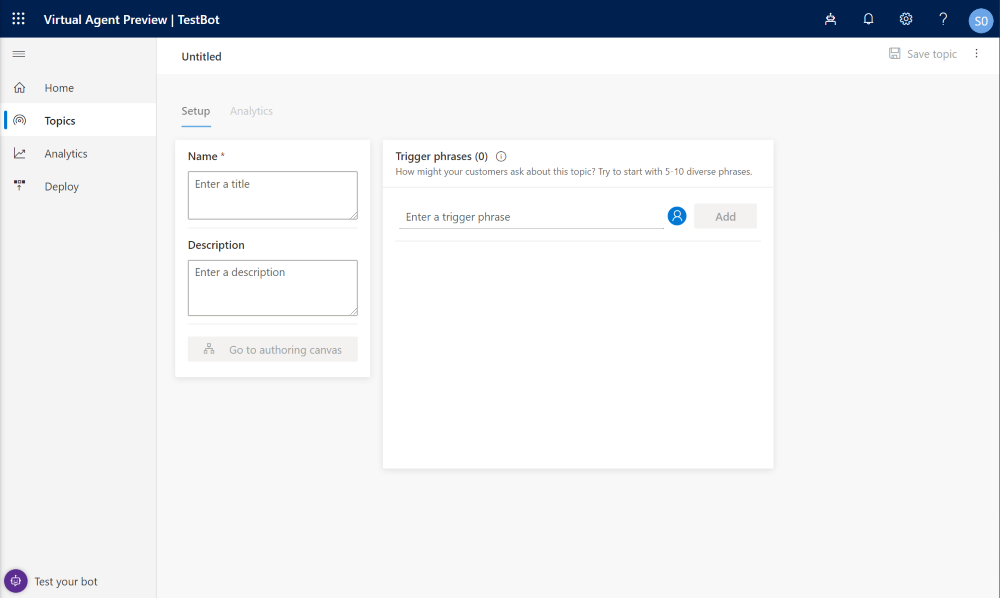 Virtual Agent Preview | TestBot
?
SO
Untitled
Save topic
Home
Topics
Analytics
Deploy
Setup
Analytics
Name *
Enter a title
Description
Enter a description
Go to authoring canvas
Trigger phrases (0)
How might your customers ask about this topic? Try to start with 5-10 diverse phrases.
Enter a trigger phrase
Add
Test your bot